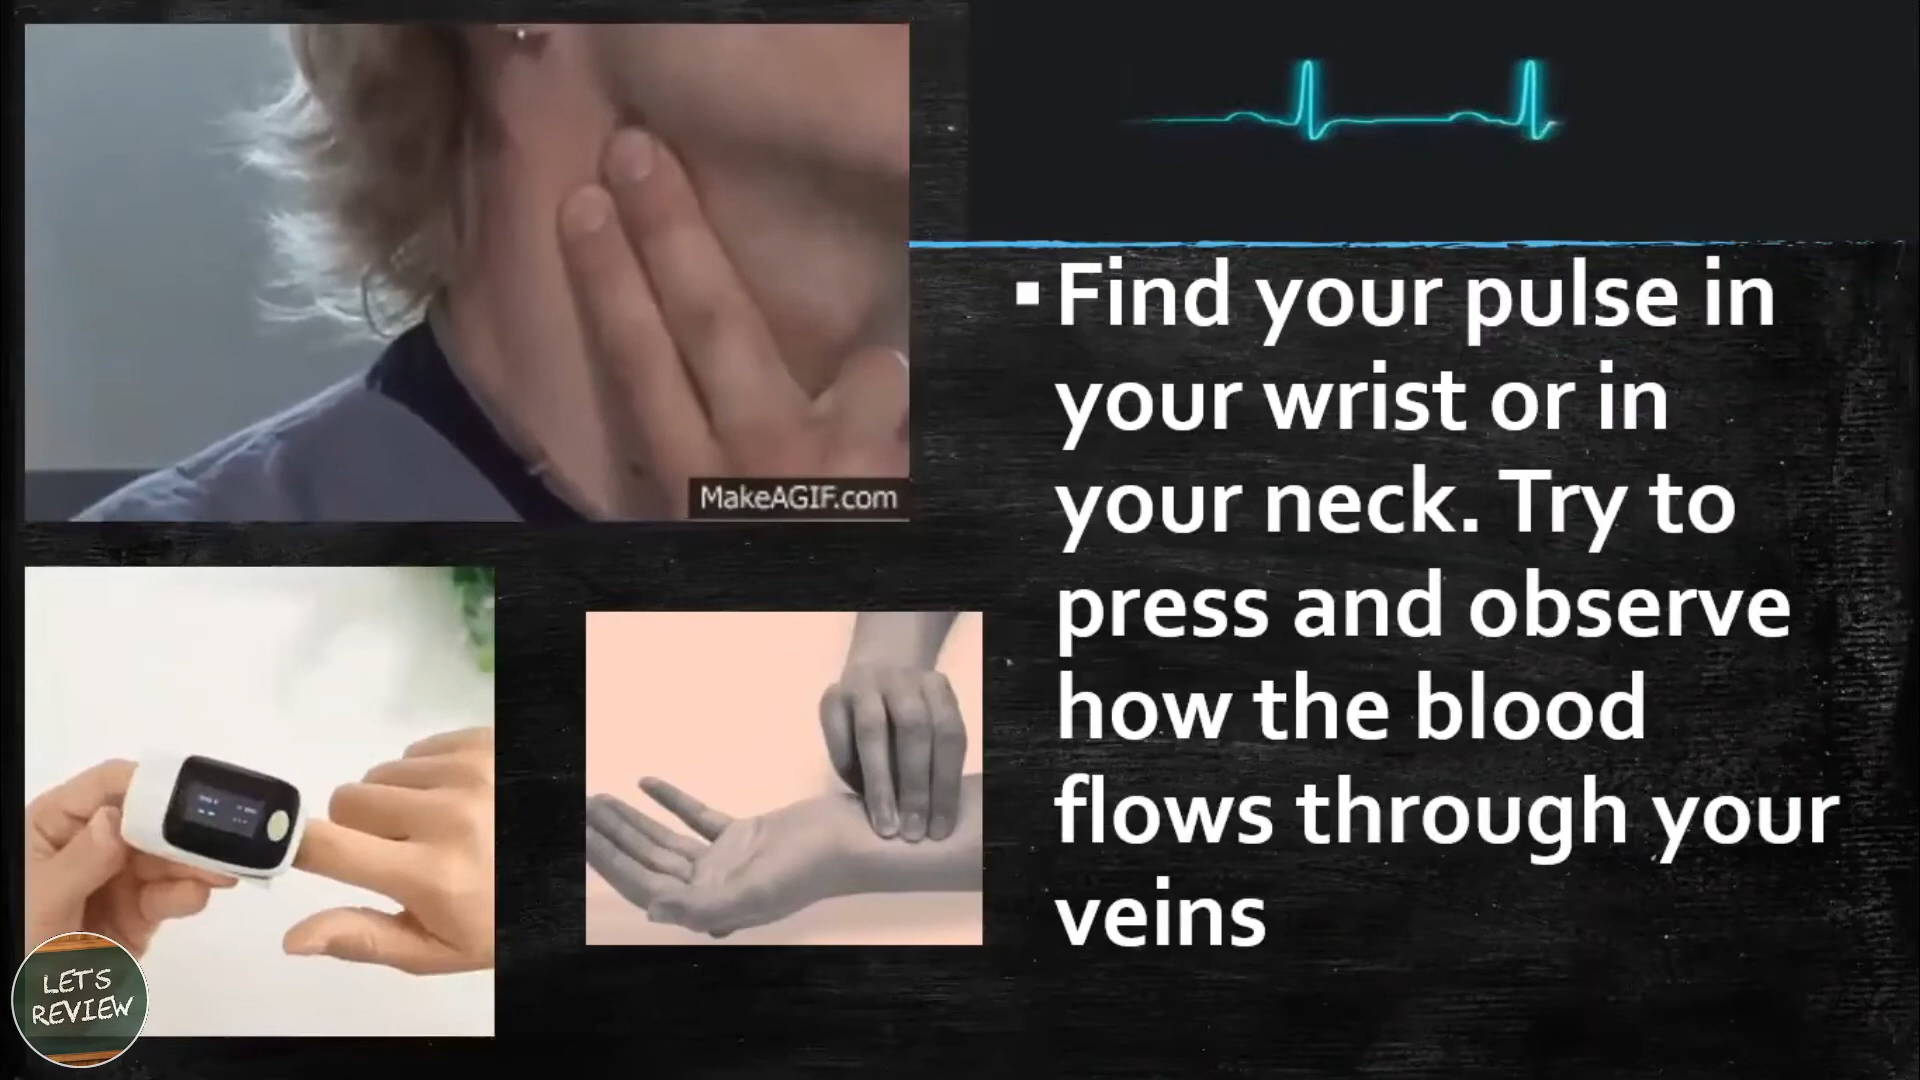 ▪ Find your pulse in
your wrist or in
your neck. Try to
press and observe
how the blood
flows through your
veins
MakeAGIF.com
LET'S
REVIEW